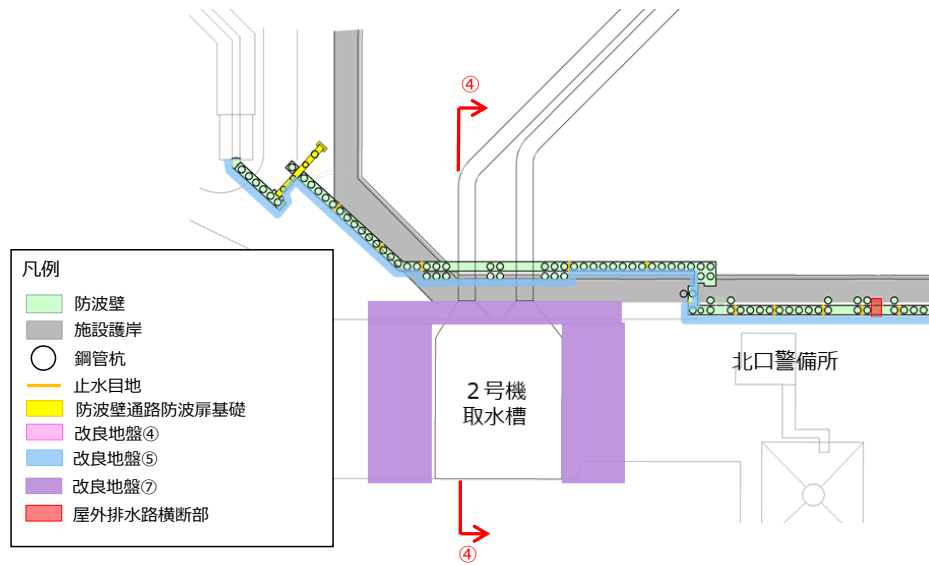 ④
凡例
防波壁
施設護岸
鋼管杭
止水目地
防波壁通路防波扉基礎
改良地盤④
改良地盤⑤
改良地盤⑦
屋外排水路横断部
２号機
取水槽
北口警備所
④